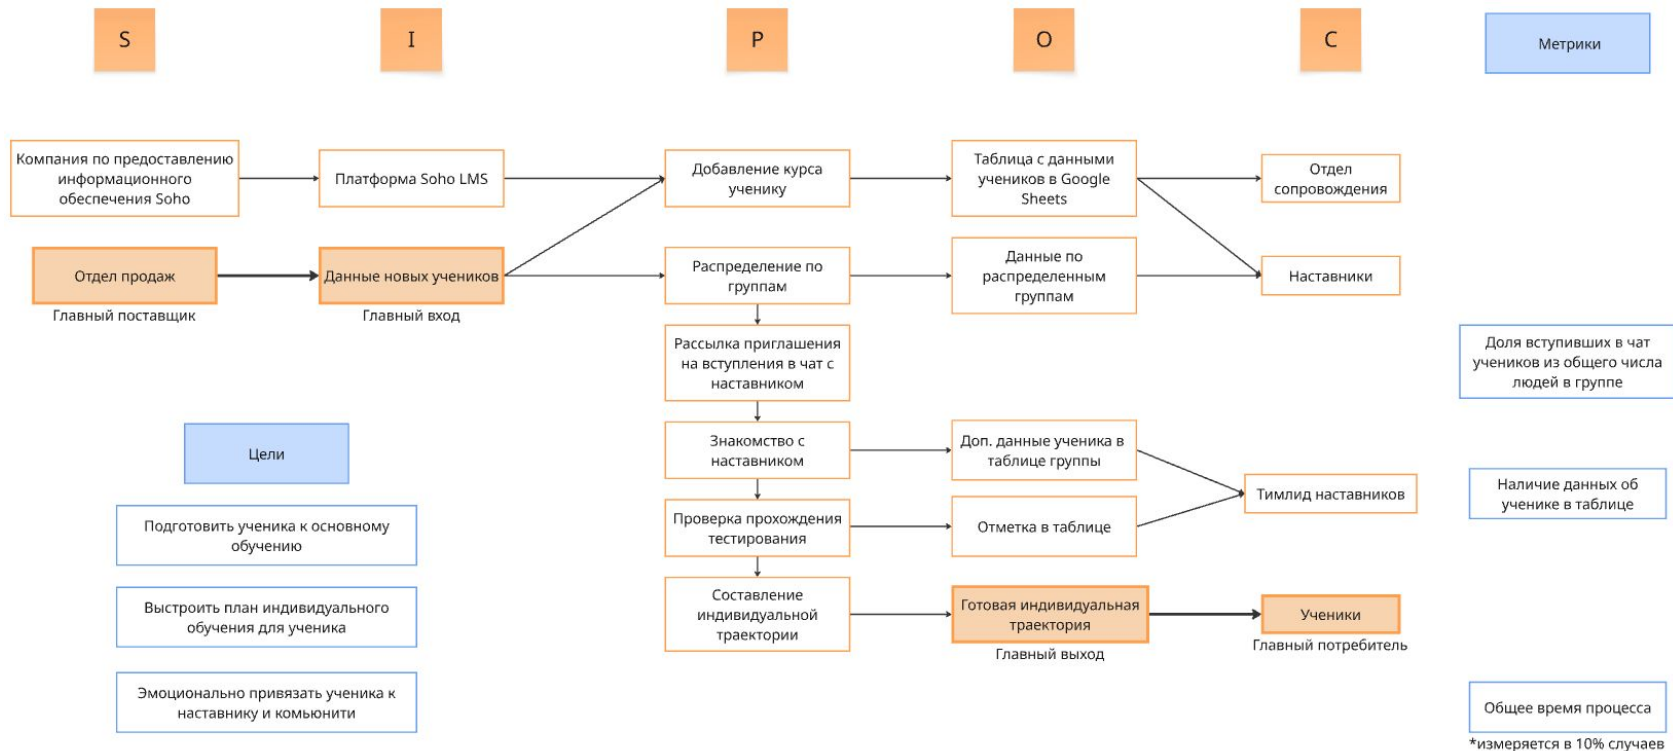 S
I
P
O
C
Метрики
Компания по предоставлению
информационного
обеспечения Soho
Платформа Soho LMS
Добавление курса
ученику
Таблица с данными
учеников в Google
Sheets
Отдел
сопровождения
Отдел продаж
Главный поставщик
Данные новых учеников
Главный вход
Распределение по
группам
Данные по
распределенным
группам
Наставники
Рассылка приглашения
на вступления в чат с
наставником
Доля вступивших в чат
учеников из общего числа
людей в группе
Цели
Знакомство с
наставником
Доп. данные ученика в
таблице группы
Тимлид наставников
Наличие данных об
ученике в таблице
Подготовить ученика к основному
обучению
Проверка прохождения
тестирования
Отметка в таблице
Выстроить план индивидуального
обучения для ученика
Составление
индивидуальной
траектории
Готовая индивидуальная
траектория
Главный выход
Ученики
Главный потребитель
Эмоционально привязать ученика к
наставнику и комьюнити
Общее время процесса
*измеряется в 10% случаев